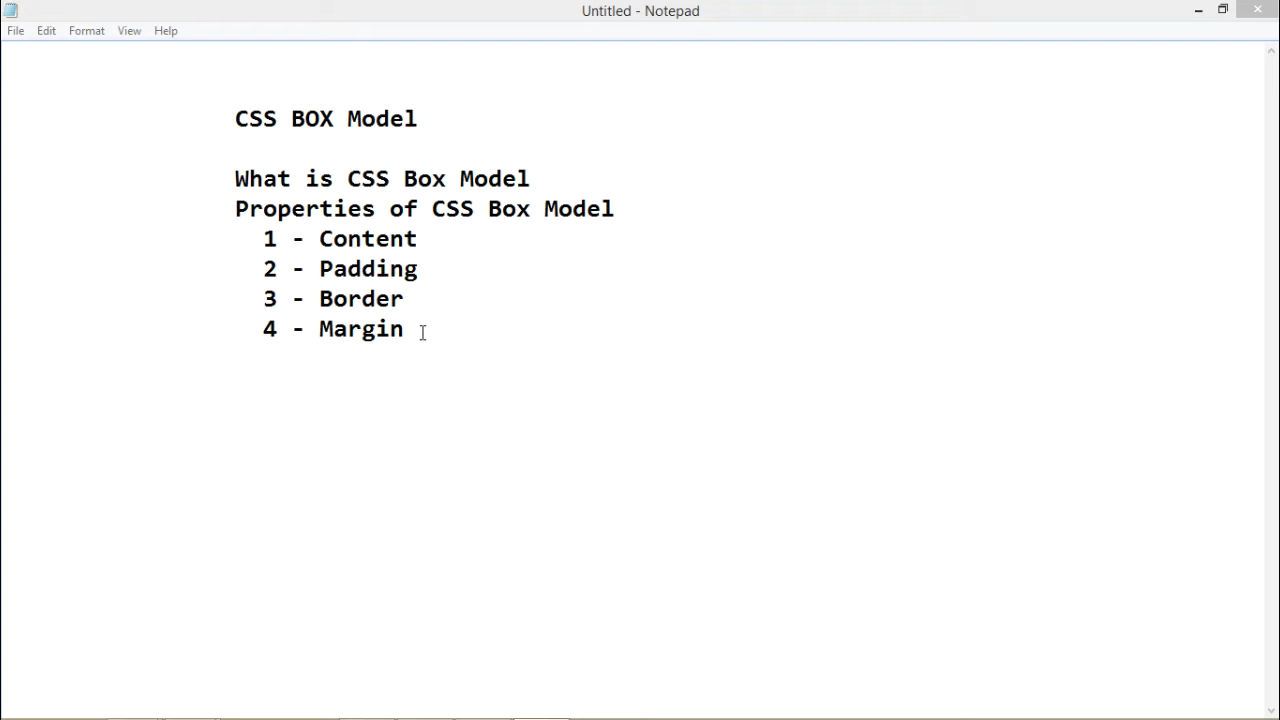 Untitled - Notepad
File Edit Format View Help
CSS BOX Model
What is CSS Box Model
Properties of CSS Box Model
1 - Content
2 - Padding
3 - Border
4 - Margin